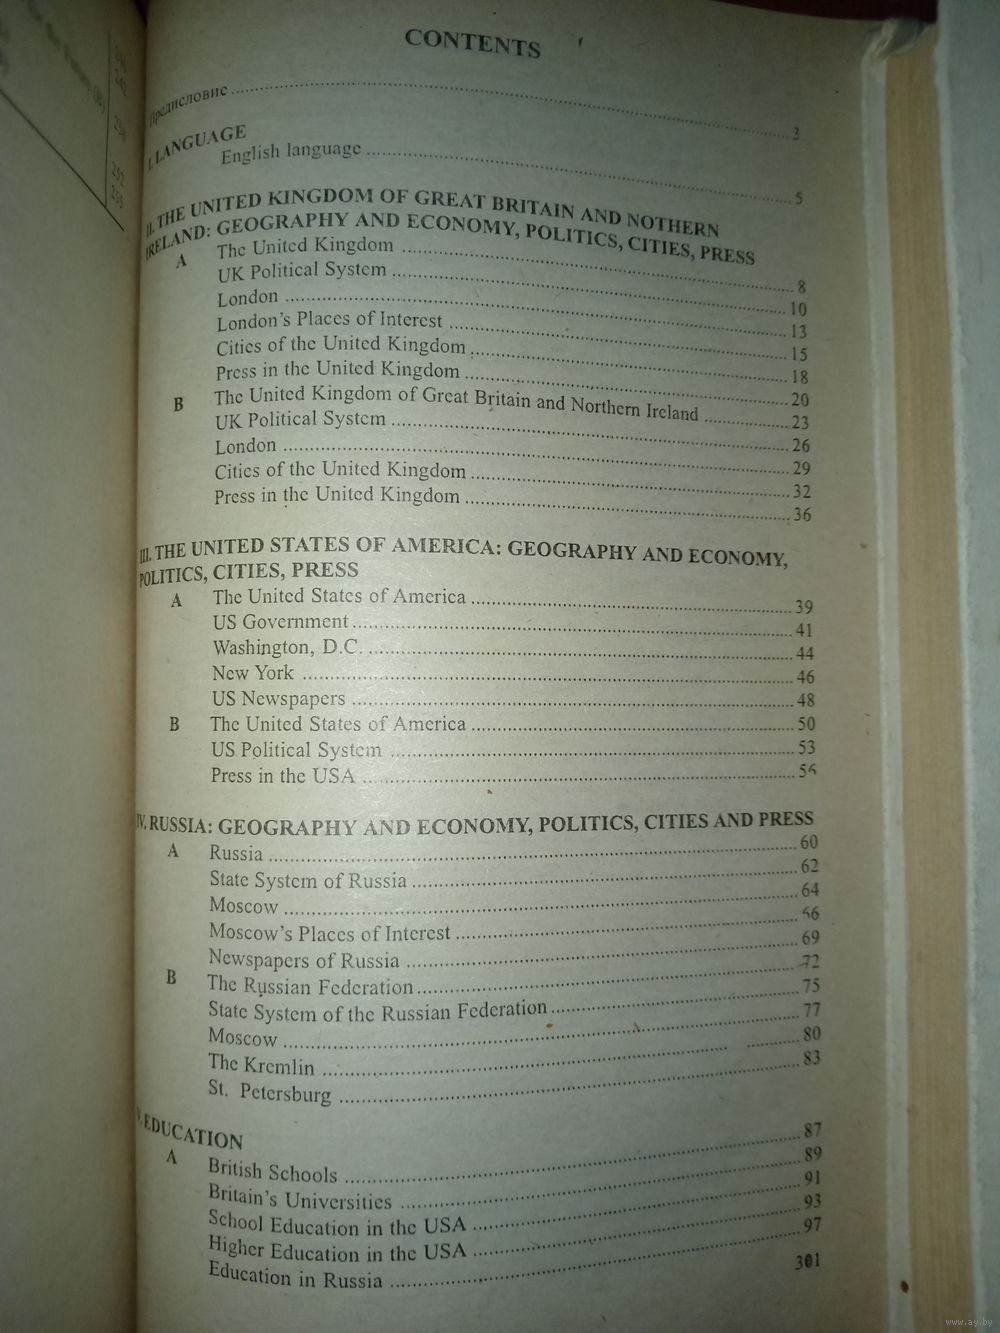 CONTENTS
Предисловие 3
I. LANGUAGE
English language 5
II. THE UNITED KINGDOM OF GREAT BRITAIN AND NOTHERN
IRELAND: GEOGRAPHY AND ECONOMY, POLITICS, CITIES, PRESS
A The United Kingdom 8
UK Political System 10
London 13
London's Places of Interest 15
Cities of the United Kingdom 18
Press in the United Kingdom 20
B The United Kingdom of Great Britain and Northern Ireland 23
UK Political System 26
London 29
Cities of the United Kingdom 32
Press in the United Kingdom 36
III. THE UNITED STATES OF AMERICA: GEOGRAPHY AND ECONOMY,
POLITICS, CITIES, PRESS
A The United States of America 39
US Government 41
Washington, D.C. 44
New York 46
US Newspapers 48
B The United States of America 50
US Political System 53
Press in the USA
IV. RUSSIA: GEOGRAPHY AND ECONOMY, POLITICS, CITIES AND PRESS
A Russia 60
State System of Russia 62
Moscow 64
Moscow's Places of Interest 66
Newspapers of Russia 69
B The Russian Federation 72
State System of the Russian Federation 75
Moscow 77
The Kremlin 80
St. Petersburg 83
V. EDUCATION
A British Schools 87
Britain's Universities 89
School Education in the USA 91
Higher Education in the USA 93
Education in Russia 97
301
www.ay.by